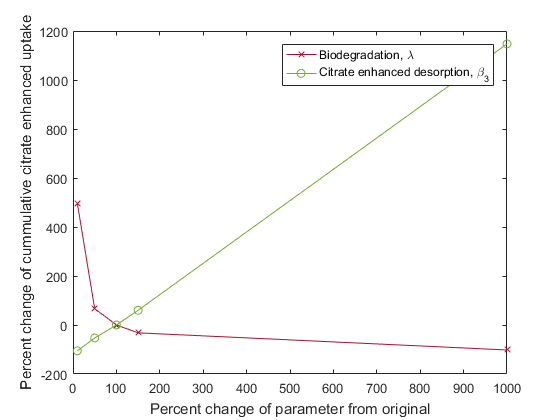 Percent change of cummulative citrate enhanced uptake
1200
1000
800
600
400
200
0
-200
Biodegradation, λ
Citrate enhanced desorption, β₃
0 100 200 300 400 500 600 700 800 900 1000
Percent change of parameter from original